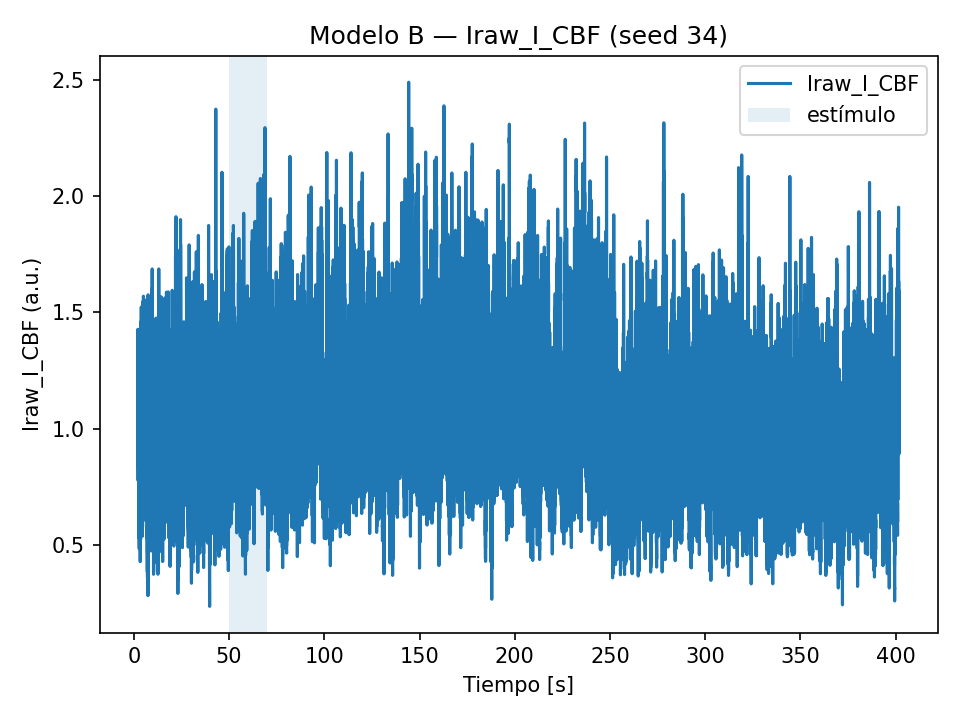 Modelo B — Iraw_I_CBF (seed 34)
Iraw_I_CBF
estímulo
Iraw_I_CBF (a.u.)
2.5
2.0
1.5
1.0
0.5
0 50 100 150 200 250 300 350 400
Tiempo [s]